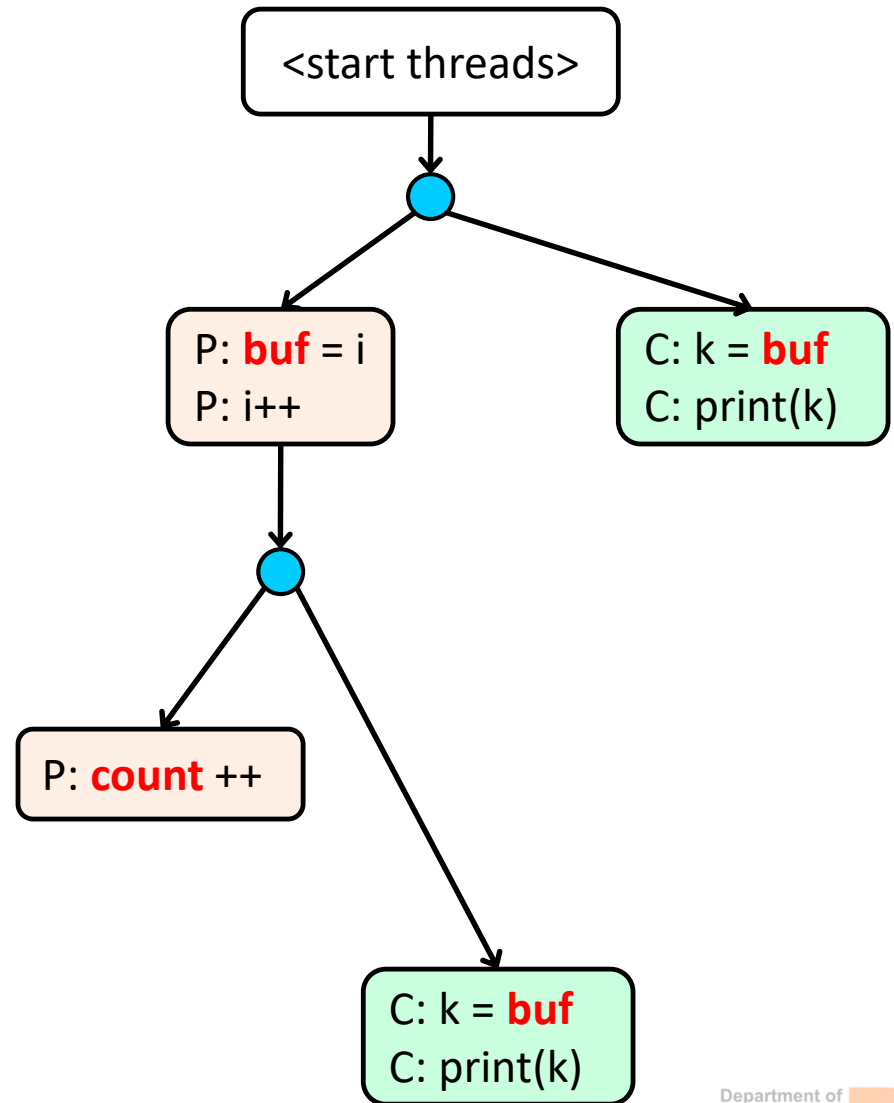 <start threads>
P: buf = i
P: i++
C: k = buf
C: print(k)
P: count ++
C: k = buf
C: print(k)
Department of